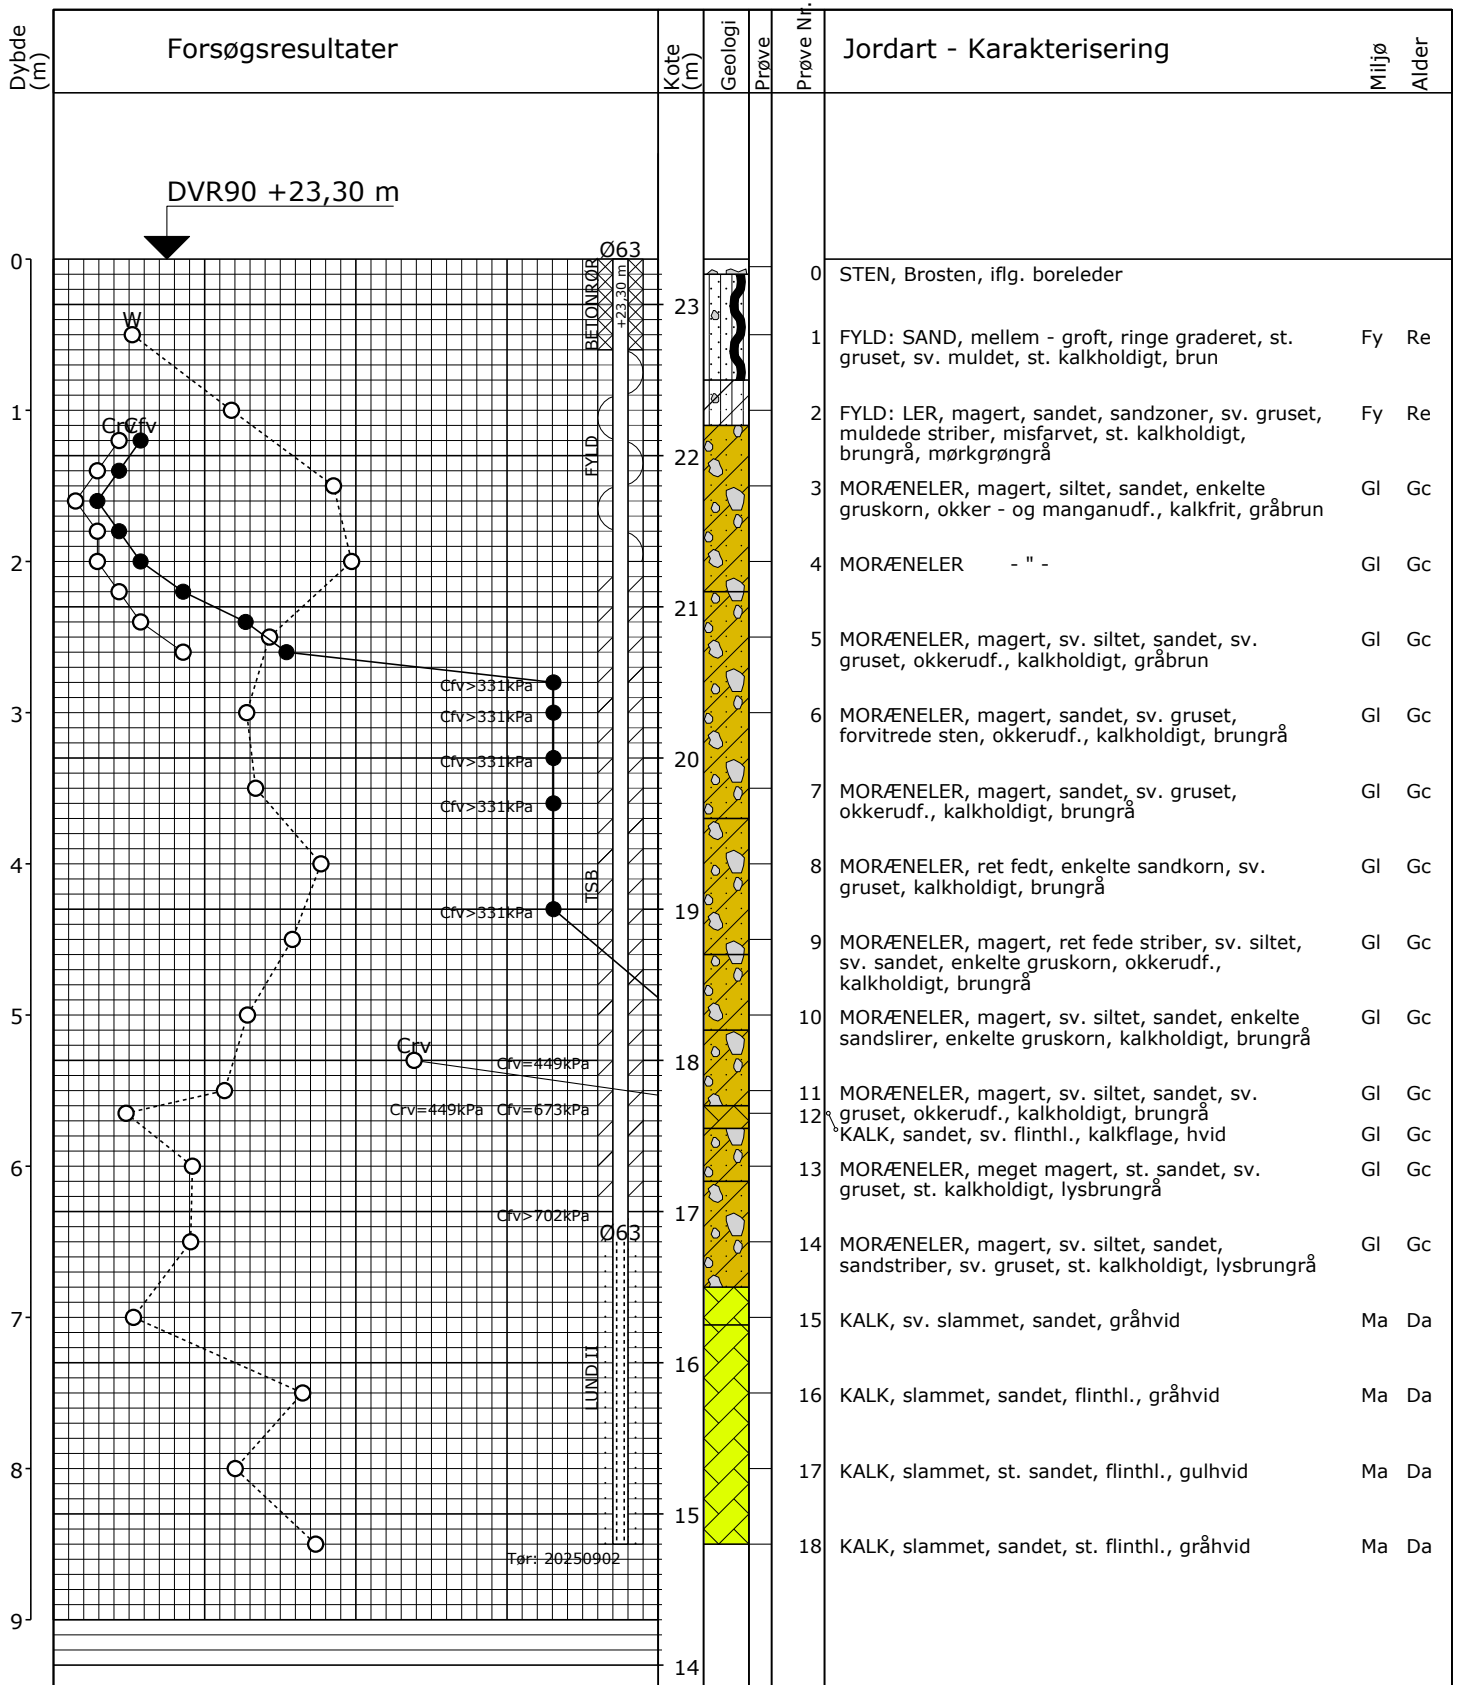 Dybde (m)
Forsøgsresultater
Kote (m)
Geologi
Prøve
Prøve Nr.
Jordart - Karakterisering
Miljø
Alder
DVR90 +23,30 m
Ø63
0
BETONRØR
+23,30 m
0 STEN, Brosten, iflg. boreleder
23
W
1 FYLD: SAND, mellem - groft, ringe graderet, st. Fy Re
gruset, sv. muldet, st. kalkholdigt, brun
1
2 FYLD: LER, magert, sandet, sandzoner, sv. gruset, Fy Re
muldede striber, misfarvet, st. kalkholdigt,
brungrå, mørkgrøngrå
Crv Cfv
FYLD
22
3 MORÆNELER, magert, siltet, sandet, enkelte Gl Gc
gruskorn, okker - og manganudf., kalkfrit, gråbrun
2
4 MORÆNELER - " - Gl Gc
21
5 MORÆNELER, magert, sv. siltet, sandet, sv. Gl Gc
gruset, okkerudf., kalkholdigt, gråbrun
Cfv>331kPa
3
Cfv>331kPa
6 MORÆNELER, magert, sandet, sv. gruset, Gl Gc
forvitrede sten, okkerudf., kalkholdigt, brungrå
Cfv>331kPa
20
7 MORÆNELER, magert, sandet, sv. gruset, Gl Gc
okkerudf., kalkholdigt, brungrå
Cfv>331kPa
4
8 MORÆNELER, ret fedt, enkelte sandkorn, sv. Gl Gc
gruset, kalkholdigt, brungrå
TSB
Cfv>331kPa
19
9 MORÆNELER, magert, ret fede striber, sv. siltet, Gl Gc
sv. sandet, enkelte gruskorn, okkerudf.,
kalkholdigt, brungrå
5
10 MORÆNELER, magert, sv. siltet, sandet, enkelte Gl Gc
sandslirer, enkelte gruskorn, kalkholdigt, brungrå
Crv
Cfv=449kPa
18
11 MORÆNELER, magert, sv. siltet, sandet, sv. Gl Gc
gruset, okkerudf., kalkholdigt, brungrå
Crv=449kPa Cfv=673kPa
12 KALK, sandet, sv. flinthl., kalkflage, hvid Gl Gc
6
13 MORÆNELER, meget magert, st. sandet, sv. Gl Gc
gruset, st. kalkholdigt, lysbrungrå
Cfv>702kPa
17
Ø63
14 MORÆNELER, magert, sv. siltet, sandet, Gl Gc
sandstriber, sv. gruset, st. kalkholdigt, lysbrungrå
7
15 KALK, sv. slammet, sandet, gråhvid Ma Da
16
LUND II
16 KALK, slammet, sandet, flinthl., gråhvid Ma Da
8
17 KALK, slammet, st. sandet, flinthl., gulhvid Ma Da
15
18 KALK, slammet, sandet, st. flinthl., gråhvid Ma Da
Tør: 20250902
9
14